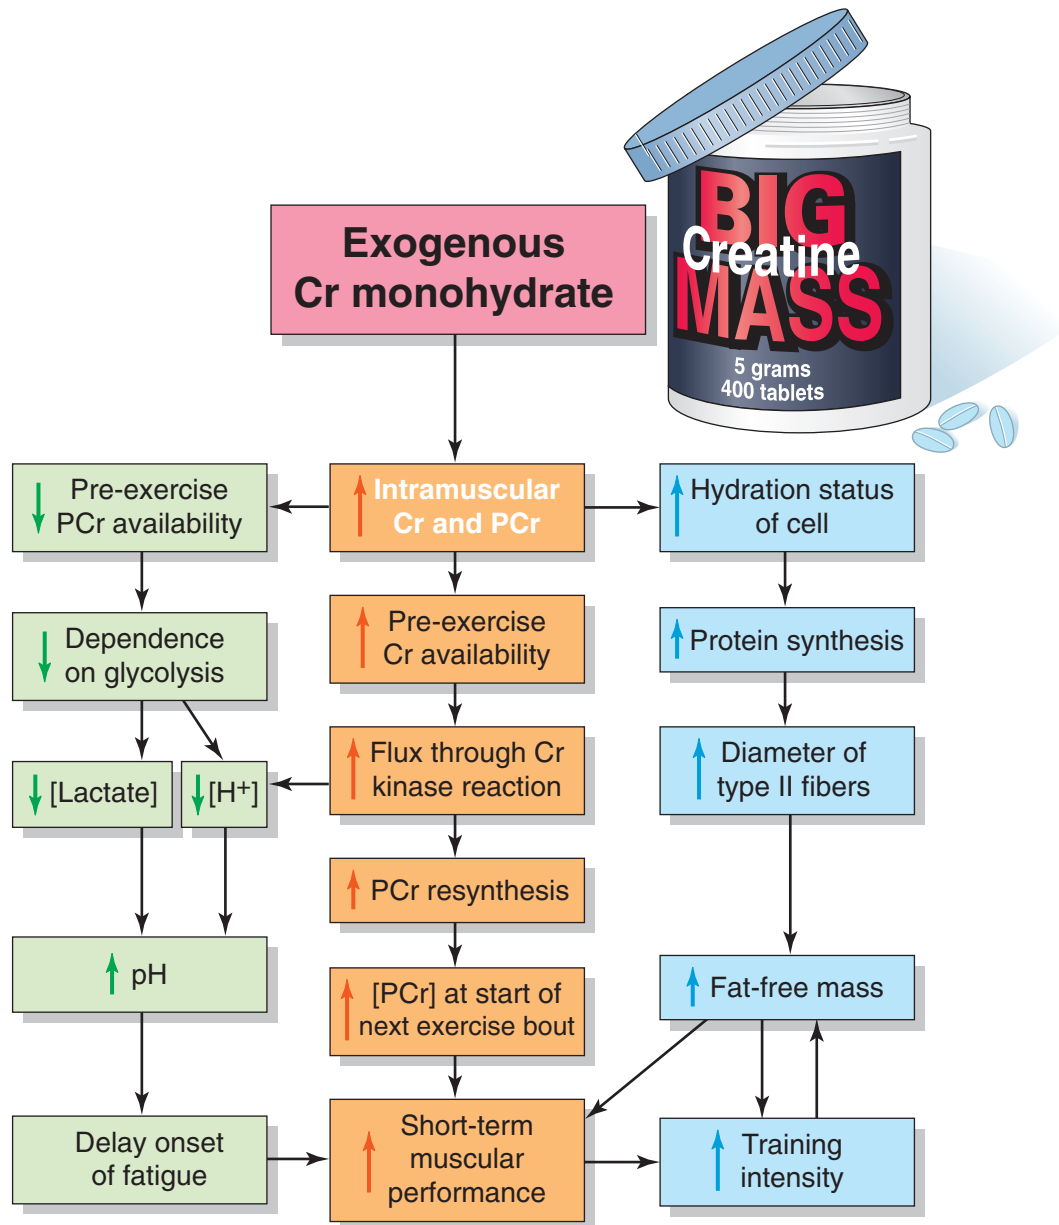 BIG
Creatine
MASS
5 grams
400 tablets
Exogenous
Cr monohydrate
Pre-exercise
PCr availability
Intramuscular
Cr and PCr
Hydration status
of cell
Dependence
on glycolysis
Pre-exercise
Cr availability
Protein synthesis
[Lactate]
[H⁺]
Flux through Cr
kinase reaction
Diameter of
type II fibers
PCr resynthesis
pH
[PCr] at start of
next exercise bout
Fat-free mass
Delay onset
of fatigue
Short-term
muscular
performance
Training
intensity